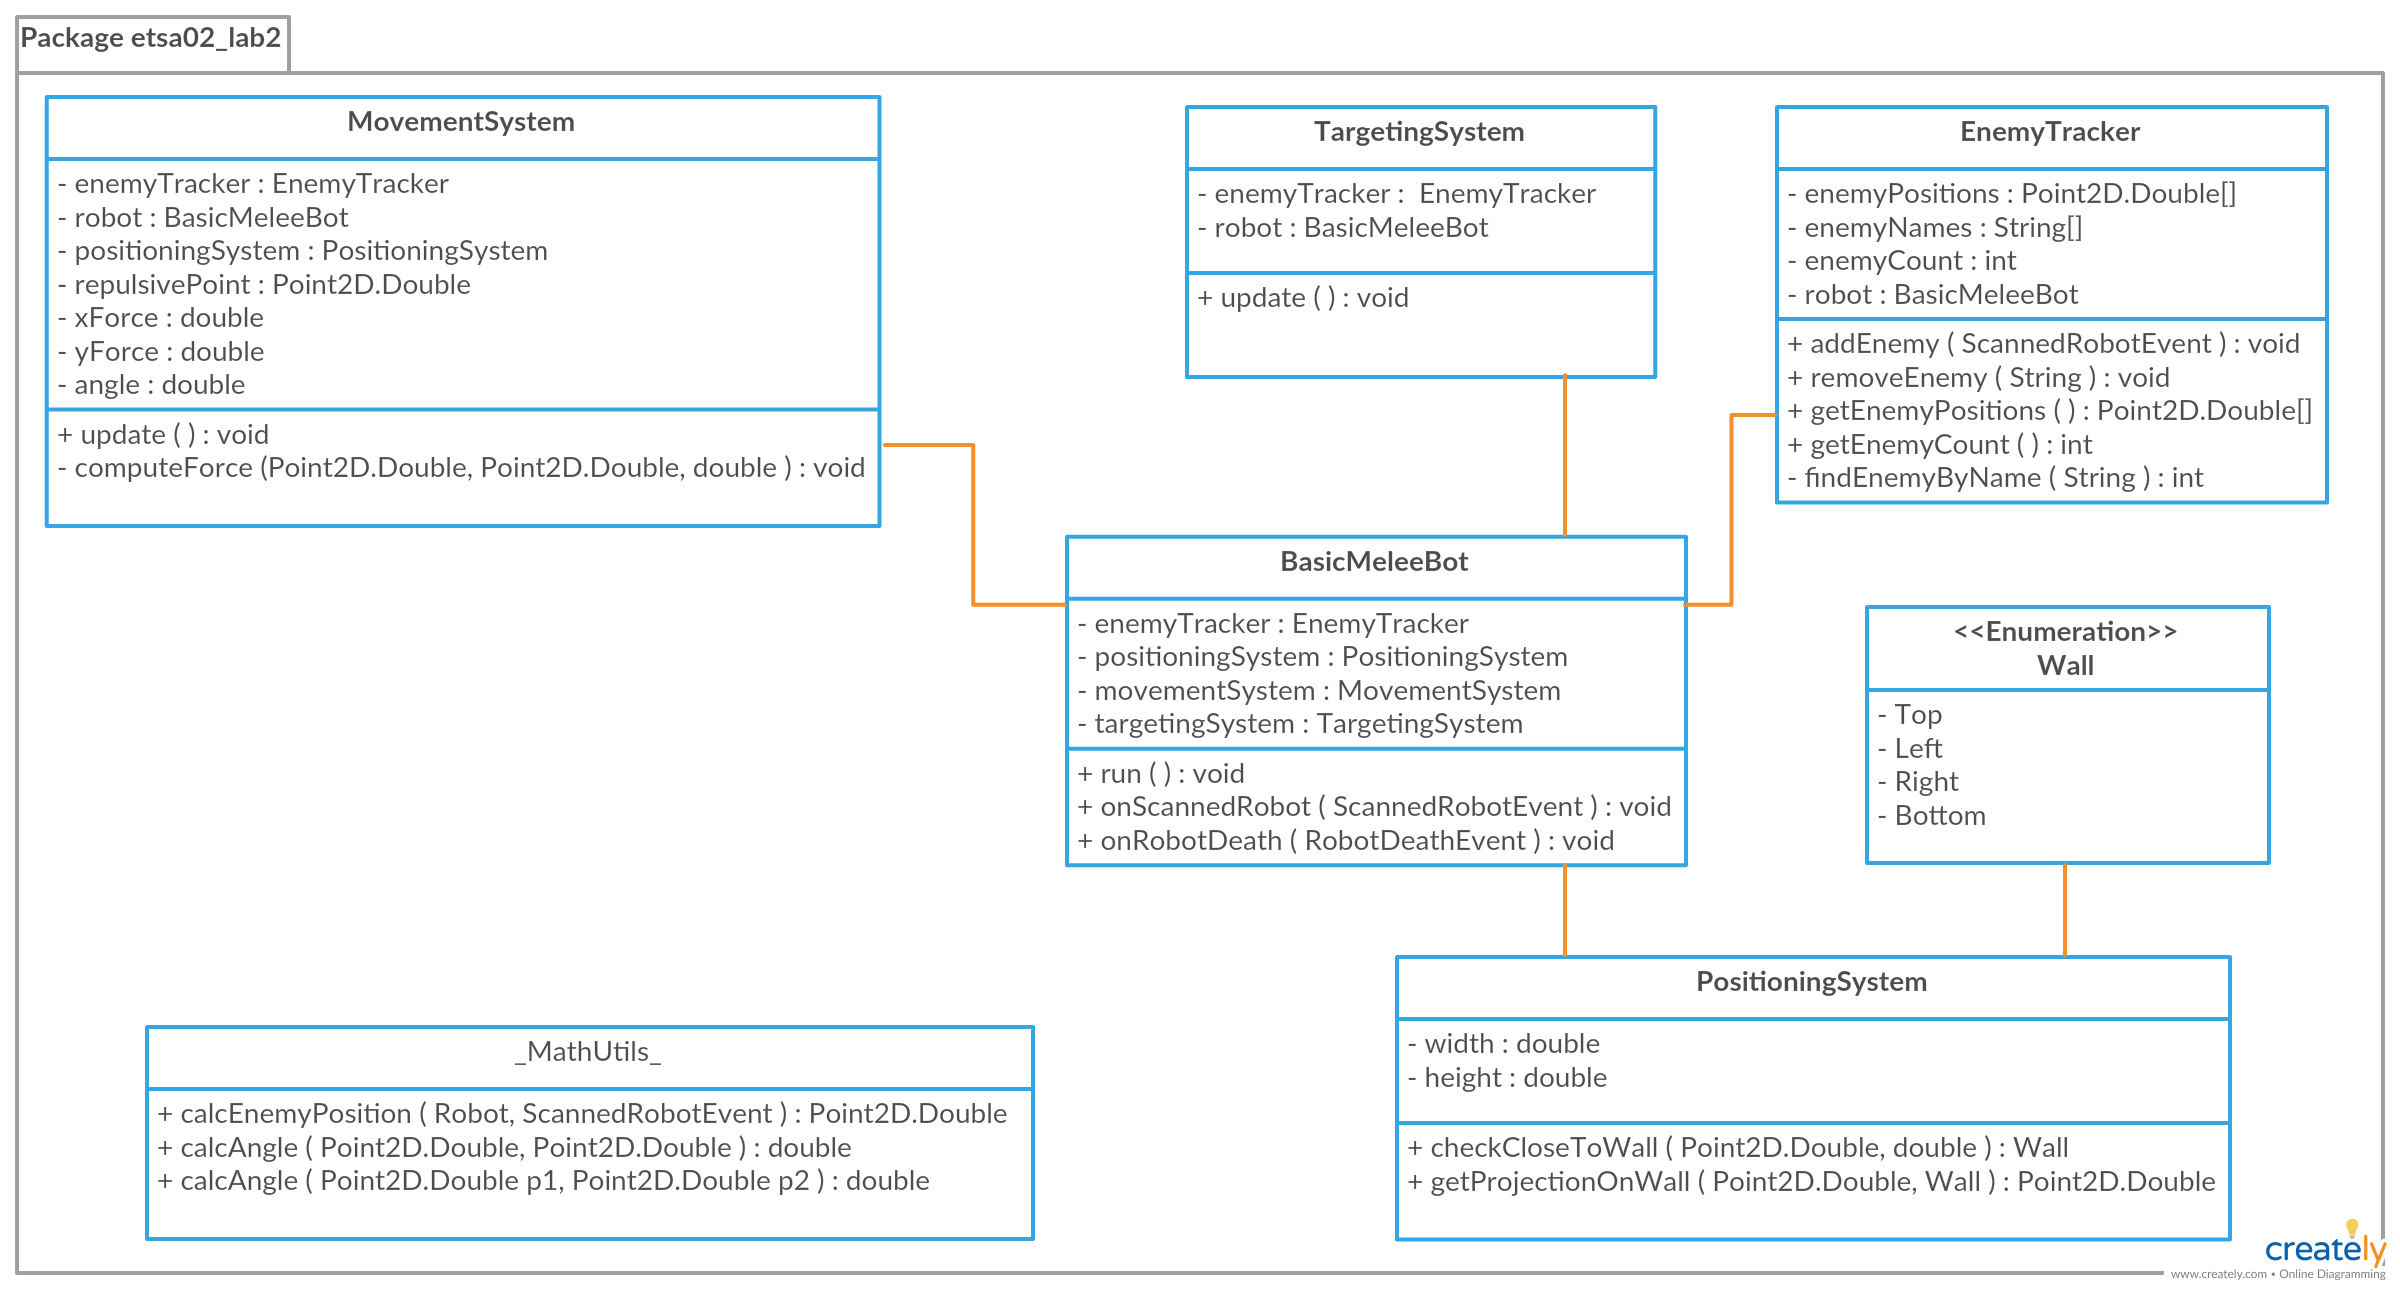 Package etsa02_lab2
MovementSystem
- enemyTracker : EnemyTracker
- robot : BasicMeleeBot
- positioningSystem : PositioningSystem
- repulsivePoint : Point2D.Double
- xForce : double
- yForce : double
- angle : double
+ update ( ) : void
- computeForce (Point2D.Double, Point2D.Double, double ) : void
TargetingSystem
- enemyTracker :  EnemyTracker
- robot : BasicMeleeBot
+ update ( ) : void
EnemyTracker
- enemyPositions : Point2D.Double[]
- enemyNames : String[]
- enemyCount : int
- robot : BasicMeleeBot
+ addEnemy ( ScannedRobotEvent ) : void
+ removeEnemy ( String ) : void
+ getEnemyPositions ( ) : Point2D.Double[]
+ getEnemyCount ( ) : int
- findEnemyByName ( String ) : int
BasicMeleeBot
- enemyTracker : EnemyTracker
- positioningSystem : PositioningSystem
- movementSystem : MovementSystem
- targetingSystem : TargetingSystem
+ run ( ) : void
+ onScannedRobot ( ScannedRobotEvent ) : void
+ onRobotDeath ( RobotDeathEvent ) : void
<<Enumeration>>
Wall
- Top
- Left
- Right
- Bottom
_MathUtils_
+ calcEnemyPosition ( Robot, ScannedRobotEvent ) : Point2D.Double
+ calcAngle ( Point2D.Double, Point2D.Double ) : double
+ calcAngle ( Point2D.Double p1, Point2D.Double p2 ) : double
PositioningSystem
- width : double
- height : double
+ checkCloseToWall ( Point2D.Double, double ) : Wall
+ getProjectionOnWall ( Point2D.Double, Wall ) : Point2D.Double
creately
www.creately.com • Online Diagramming